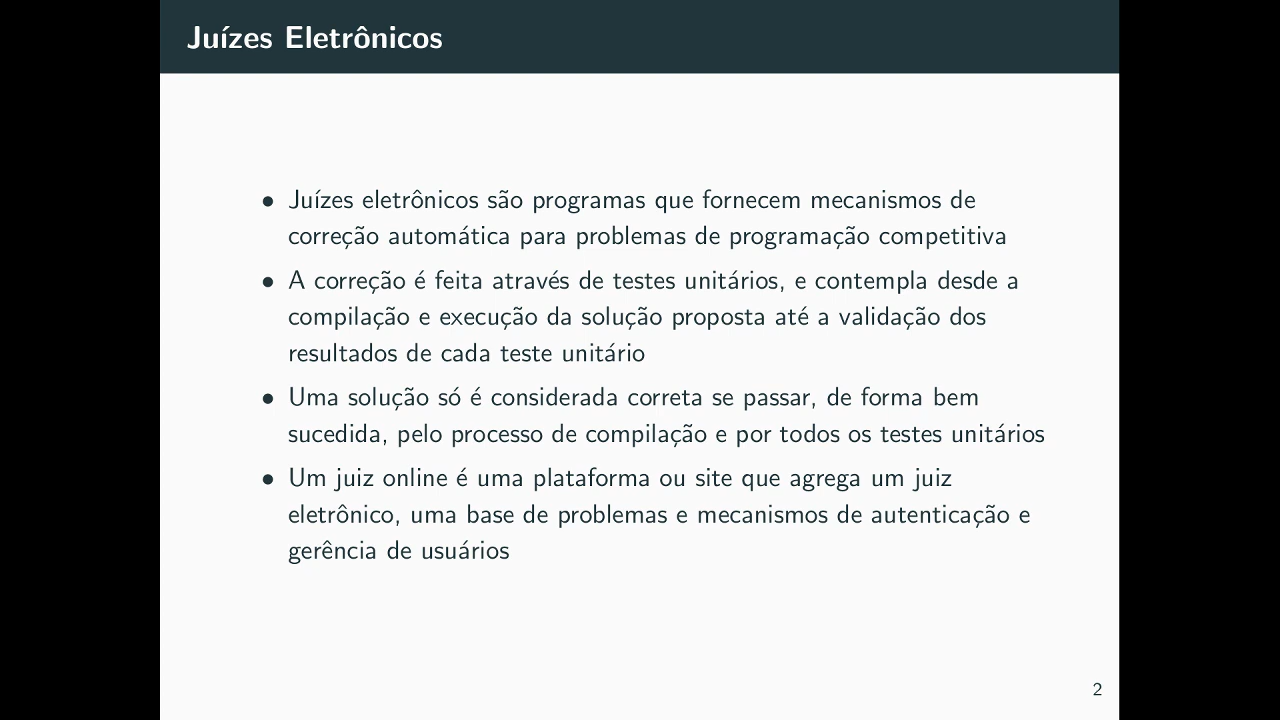 Juízes Eletrônicos
• Juízes eletrônicos são programas que fornecem mecanismos de
correção automática para problemas de programação competitiva
• A correção é feita através de testes unitários, e contempla desde a
compilação e execução da solução proposta até a validação dos
resultados de cada teste unitário
• Uma solução só é considerada correta se passar, de forma bem
sucedida, pelo processo de compilação e por todos os testes unitários
• Um juiz online é uma plataforma ou site que agrega um juiz
eletrônico, uma base de problemas e mecanismos de autenticação e
gerência de usuários
2